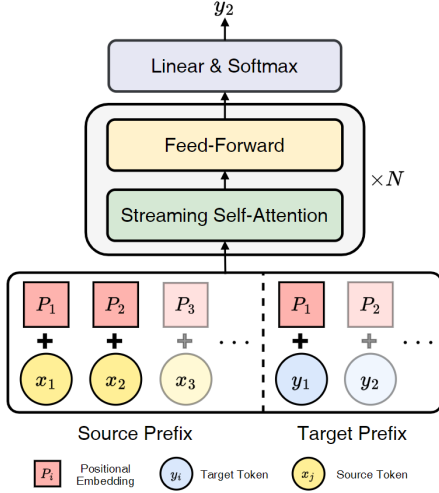 y₂
Linear & Softmax
Feed-Forward
×N
Streaming Self-Attention
P₁ P₂ P₃ P₁ P₂
+ + + ··· + + ···
x₁ x₂ x₃ y₁ y₂
Source Prefix Target Prefix
Pᵢ Positional Embedding yᵢ Target Token xⱼ Source Token